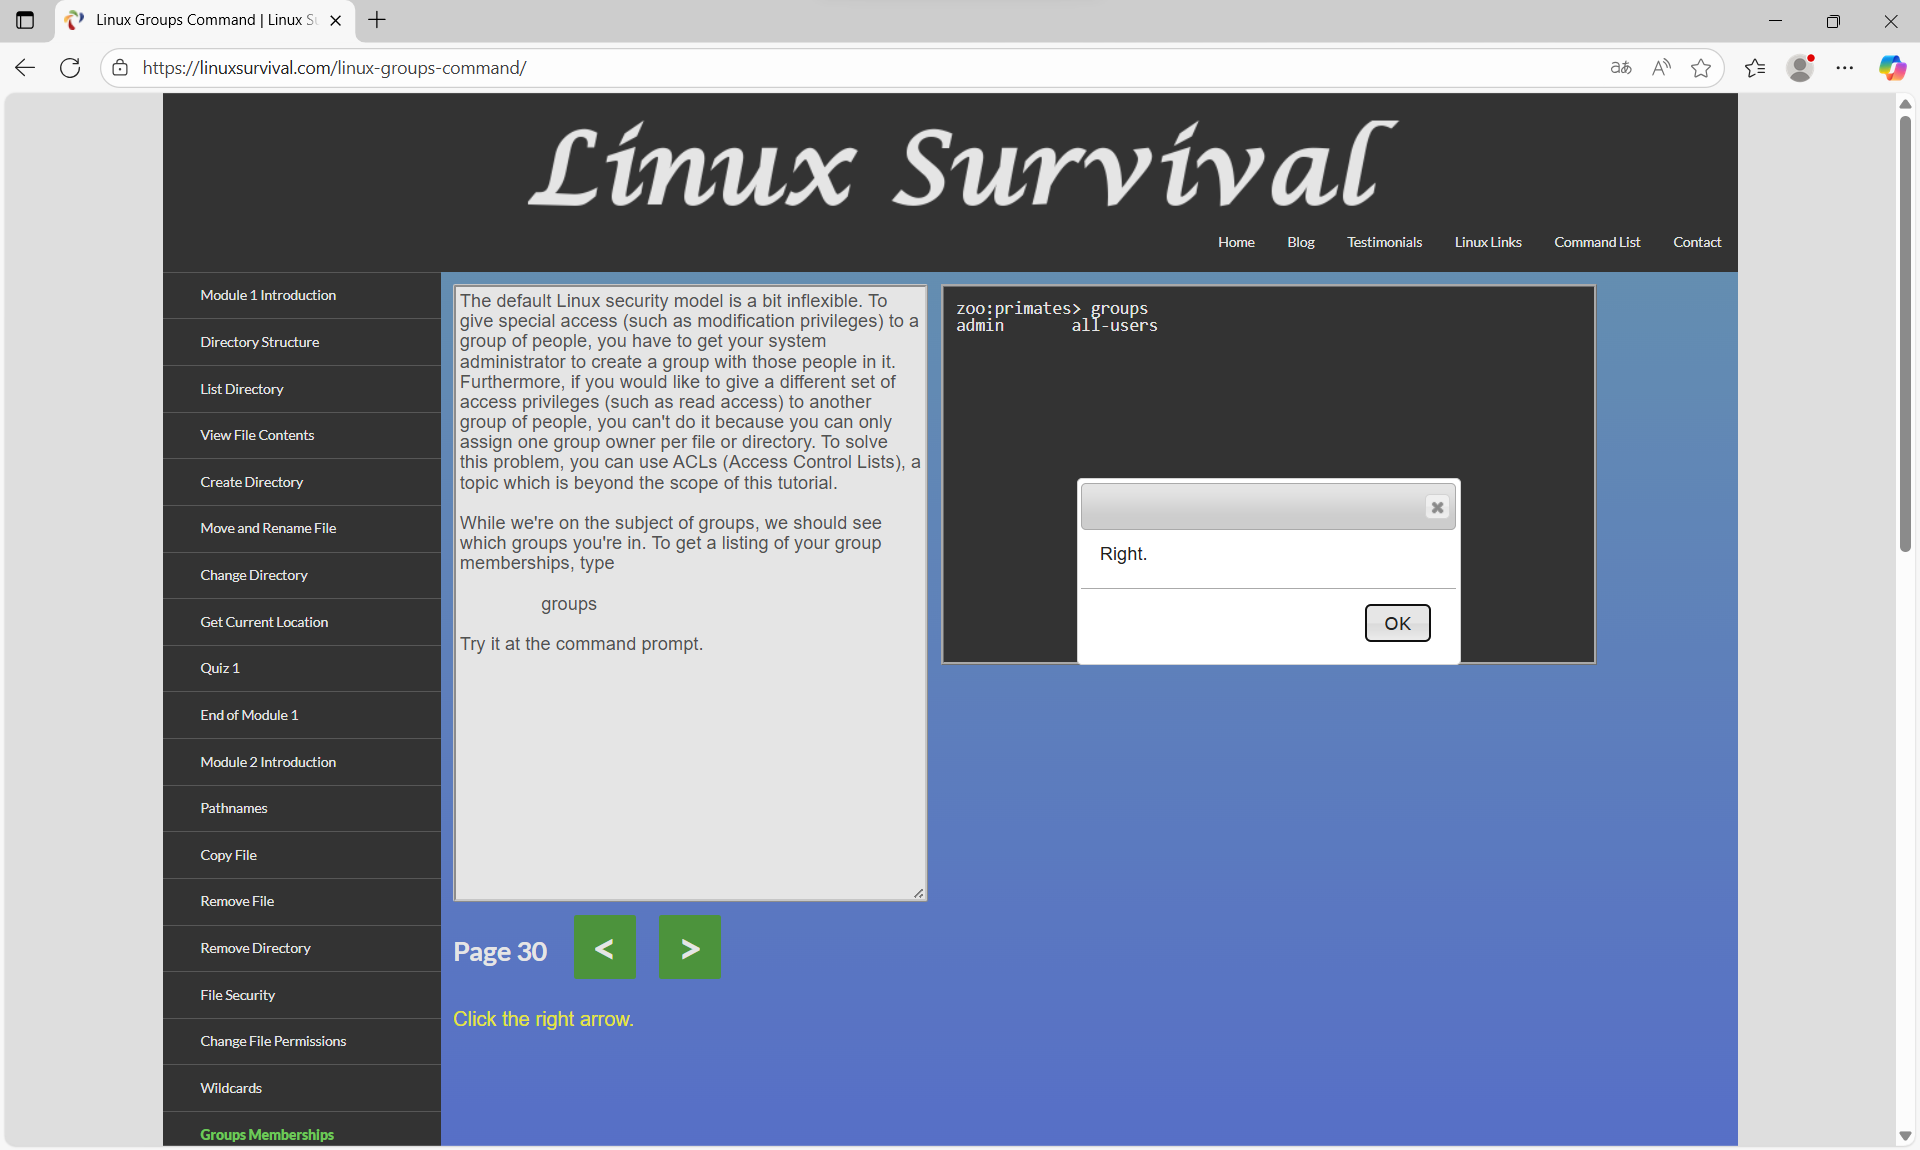 Linux Groups Command | Linux Su
https://linuxsurvival.com/linux-groups-command/
Linux Survival
Home Blog Testimonials Linux Links Command List Contact
Module 1 Introduction
Directory Structure
List Directory
View File Contents
Create Directory
Move and Rename File
Change Directory
Get Current Location
Quiz 1
End of Module 1
Module 2 Introduction
Pathnames
Copy File
Remove File
Remove Directory
File Security
Change File Permissions
Wildcards
Groups Memberships
The default Linux security model is a bit inflexible. To
give special access (such as modification privileges) to a
group of people, you have to get your system
administrator to create a group with those people in it.
Furthermore, if you would like to give a different set of
access privileges (such as read access) to another
group of people, you can't do it because you can only
assign one group owner per file or directory. To solve
this problem, you can use ACLs (Access Control Lists), a
topic which is beyond the scope of this tutorial.
While we're on the subject of groups, we should see
which groups you're in. To get a listing of your group
memberships, type
groups
Try it at the command prompt.
zoo:primates> groups
admin all-users
Right.
OK
Page 30 < >
Click the right arrow.